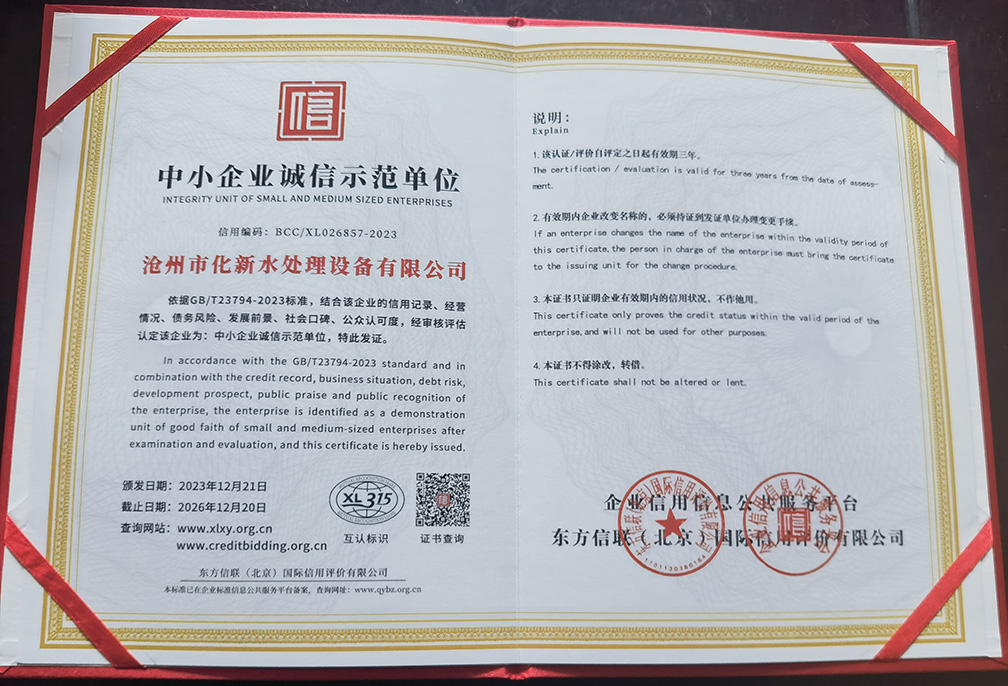 信
中小企业诚信示范单位
INTEGRITY UNIT OF SMALL AND MEDIUM SIZED ENTERPRISES
信用编码：BCC/XL026857-2023
沧州市化新水处理设备有限公司
依据GB/T23794-2023标准，结合该企业的信用记录、经营
情况、债务风险、发展前景、社会口碑、公众认可度，经审核评估
认定该企业为：中小企业诚信示范单位，特此发证。
In accordance with the GB/T23794-2023 standard and in
combination with the credit record, business situation, debt risk,
development prospect, public praise and public recognition of
the enterprise, the enterprise is identified as a demonstration
unit of good faith of small and medium-sized enterprises after
examination and evaluation, and this certificate is hereby issued.
颁发日期：2023年12月21日
截止日期：2026年12月20日
查询网站：www.xlxy.org.cn
www.creditbidding.org.cn
XL 315
互认标识
证书查询
东方信联（北京）国际信用评价有限公司
本标准已在企业标准信息公共服务平台备案，查询网址：www.qybz.org.cn
说明：
Explain
1. 该认证/评价自评定之日起有效期三年。
The certification / evaluation is valid for three years from the date of assess-
ment.
2. 有效期内企业改变名称的，必须持证到发证单位办理变更手续。
If an enterprise changes the name of the enterprise within the validity period of
this certificate, the person in charge of the enterprise must bring the certificate
to the issuing unit for the change procedure.
3. 本证书只证明企业有效期内的信用状况，不作他用。
This certificate only proves the credit status within the valid period of the
enterprise, and will not be used for other purposes.
4. 本证书不得涂改，转借。
This certificate shall not be altered or lent.
企业信用信息公共服务平台
东方信联（北京）国际信用评价有限公司